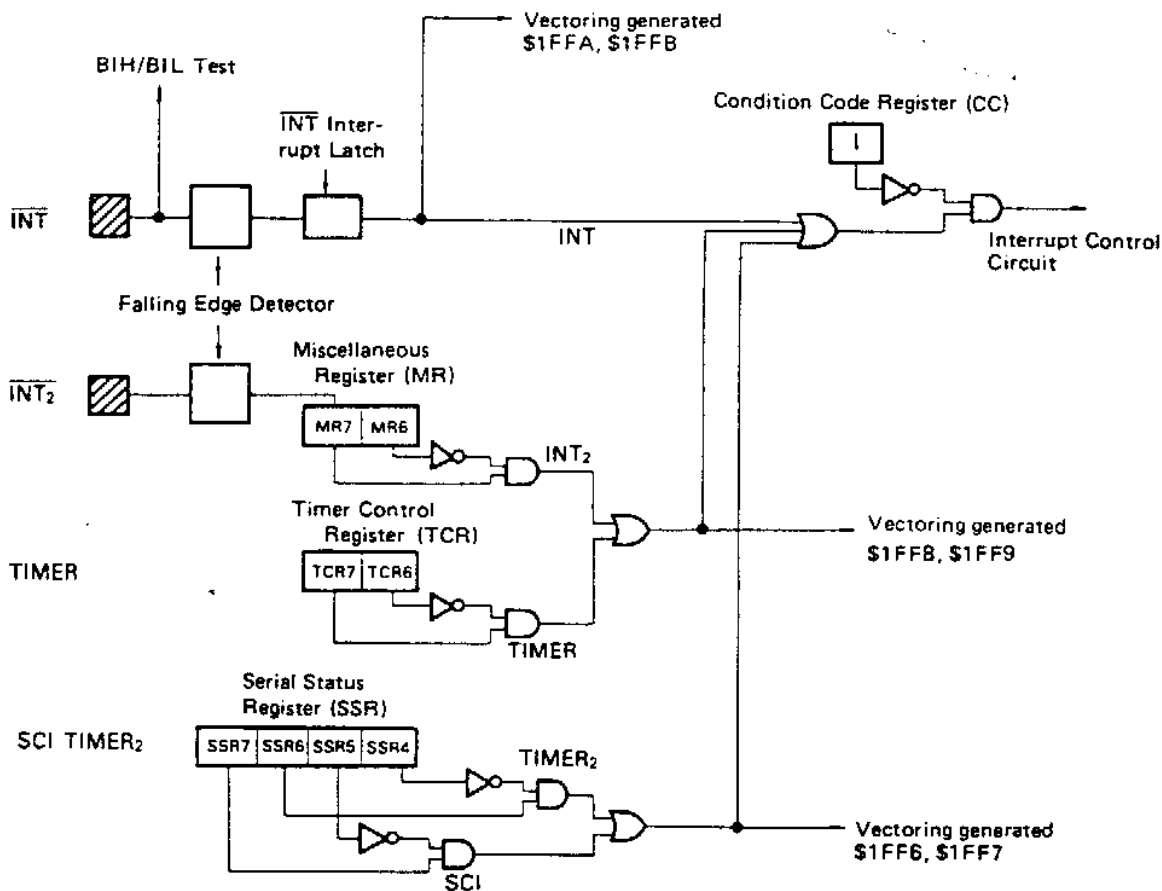 Vectoring generated
$1FFA, $1FFB
BIH/BIL Test
Condition Code Register (CC)
INT Inter-
rupt Latch
I
INT
INT
Interrupt Control
Circuit
Falling Edge Detector
Miscellaneous
Register (MR)
INT2
MR7 MR6
INT2
Timer Control
Register (TCR)
Vectoring generated
$1FF8, $1FF9
TIMER
TCR7 TCR6
TIMER
Serial Status
Register (SSR)
SCI TIMER2
SSR7 SSR6 SSR5 SSR4
TIMER2
Vectoring generated
$1FF6, $1FF7
SCI